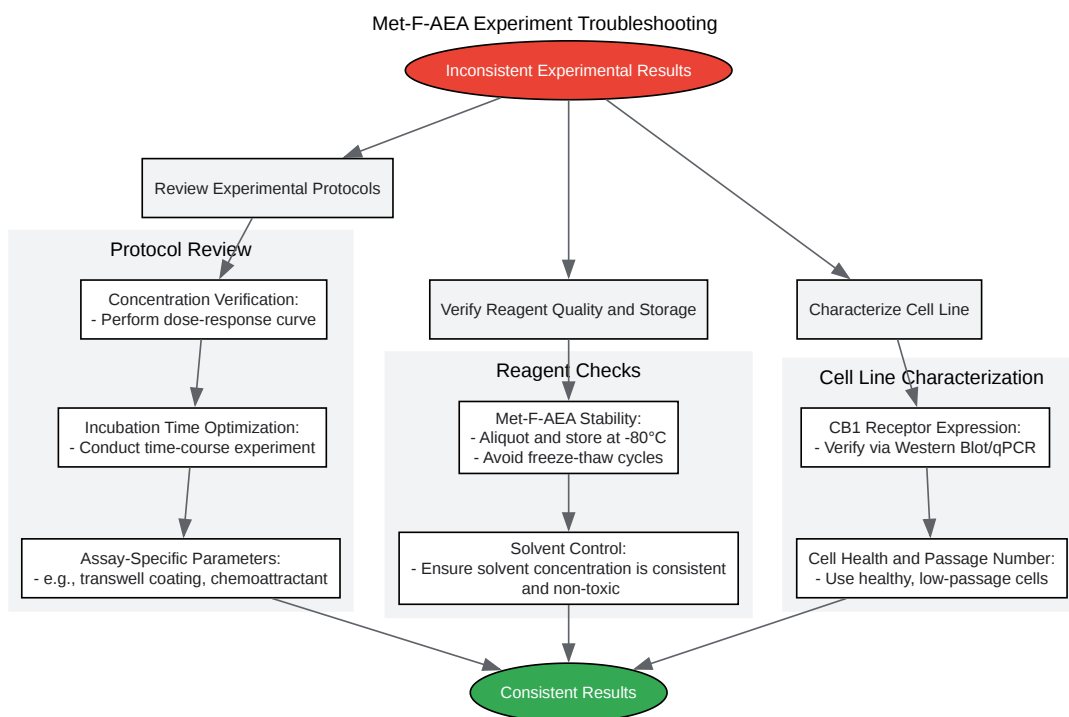 Met-F-AEA Experiment Troubleshooting
Inconsistent Experimental Results
Review Experimental Protocols
Protocol Review
Concentration Verification:
- Perform dose-response curve
Incubation Time Optimization:
- Conduct time-course experiment
Assay-Specific Parameters:
- e.g., transwell coating, chemoattractant
Verify Reagent Quality and Storage
Reagent Checks
Met-F-AEA Stability:
- Aliquot and store at -80°C
- Avoid freeze-thaw cycles
Solvent Control:
- Ensure solvent concentration is consistent
and non-toxic
Characterize Cell Line
Cell Line Characterization
CB1 Receptor Expression:
- Verify via Western Blot/qPCR
Cell Health and Passage Number:
- Use healthy, low-passage cells
Consistent Results